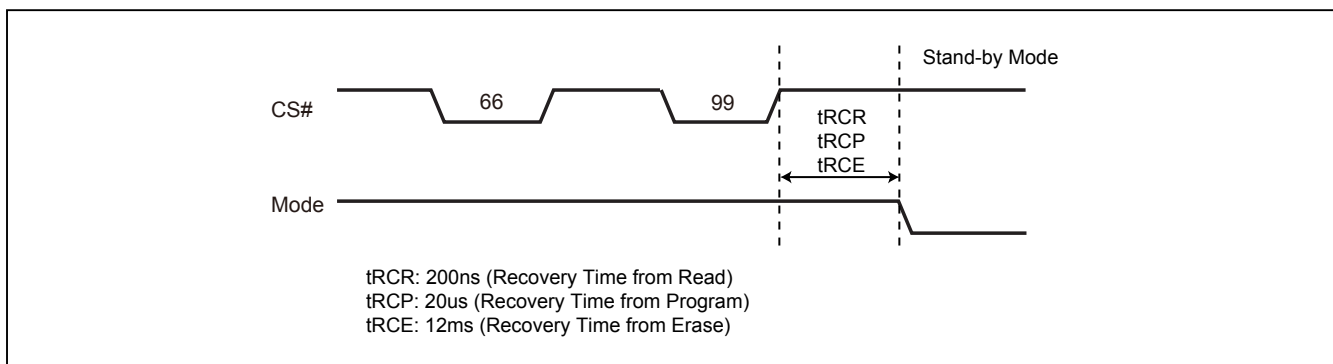 Stand-by Mode
CS#
66
99
tRCR
tRCP
tRCE
Mode
tRCR: 200ns (Recovery Time from Read)
tRCP: 20us (Recovery Time from Program)
tRCE: 12ms (Recovery Time from Erase)